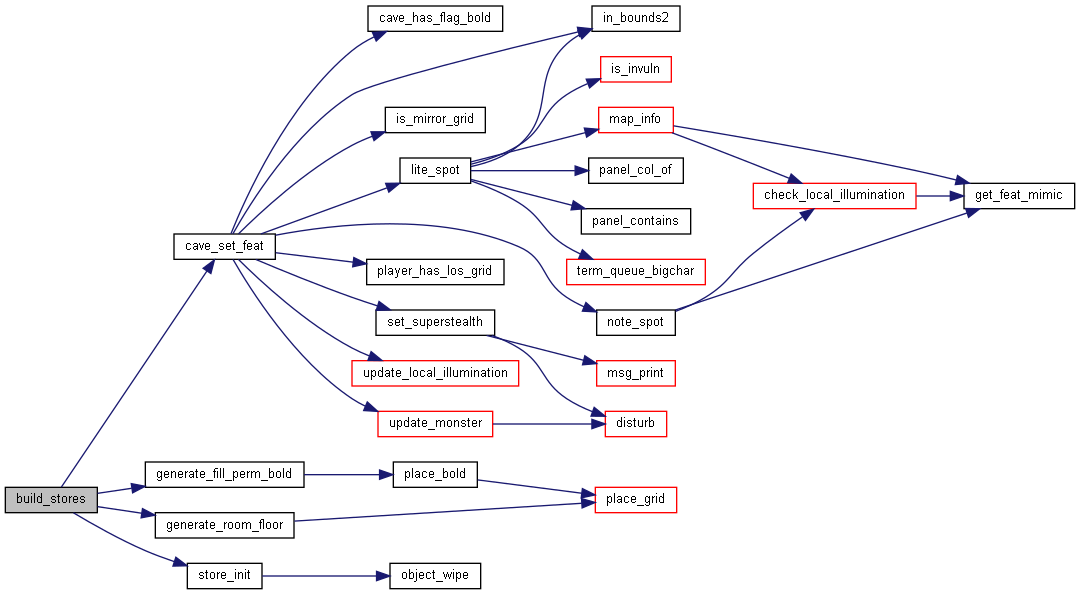 cave_has_flag_bold
in_bounds2
is_invuln
is_mirror_grid
map_info
lite_spot
panel_col_of
check_local_illumination
get_feat_mimic
panel_contains
cave_set_feat
player_has_los_grid
term_queue_bigchar
set_superstealth
note_spot
update_local_illumination
msg_print
update_monster
disturb
generate_fill_perm_bold
place_bold
build_stores
place_grid
generate_room_floor
store_init
object_wipe